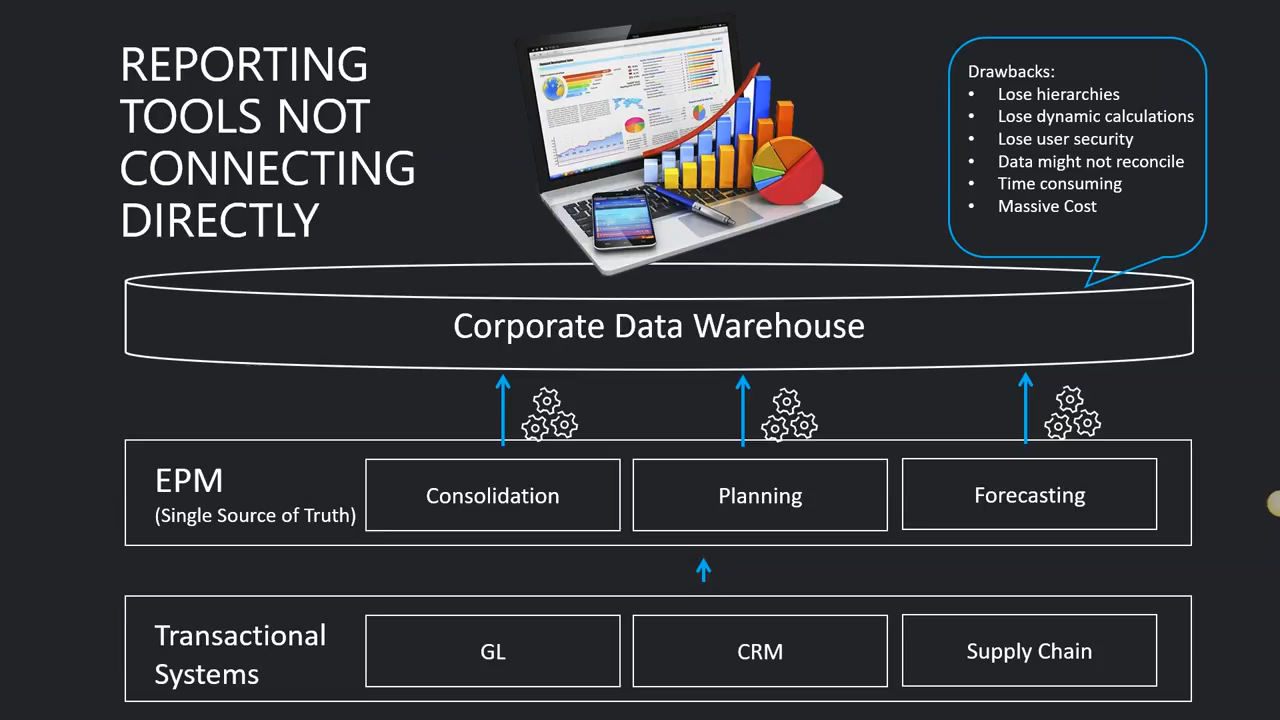 REPORTING
TOOLS NOT
CONNECTING
DIRECTLY
Drawbacks:
• Lose hierarchies
• Lose dynamic calculations
• Lose user security
• Data might not reconcile
• Time consuming
• Massive Cost
Corporate Data Warehouse
EPM
(Single Source of Truth)
Consolidation
Planning
Forecasting
Transactional
Systems
GL
CRM
Supply Chain